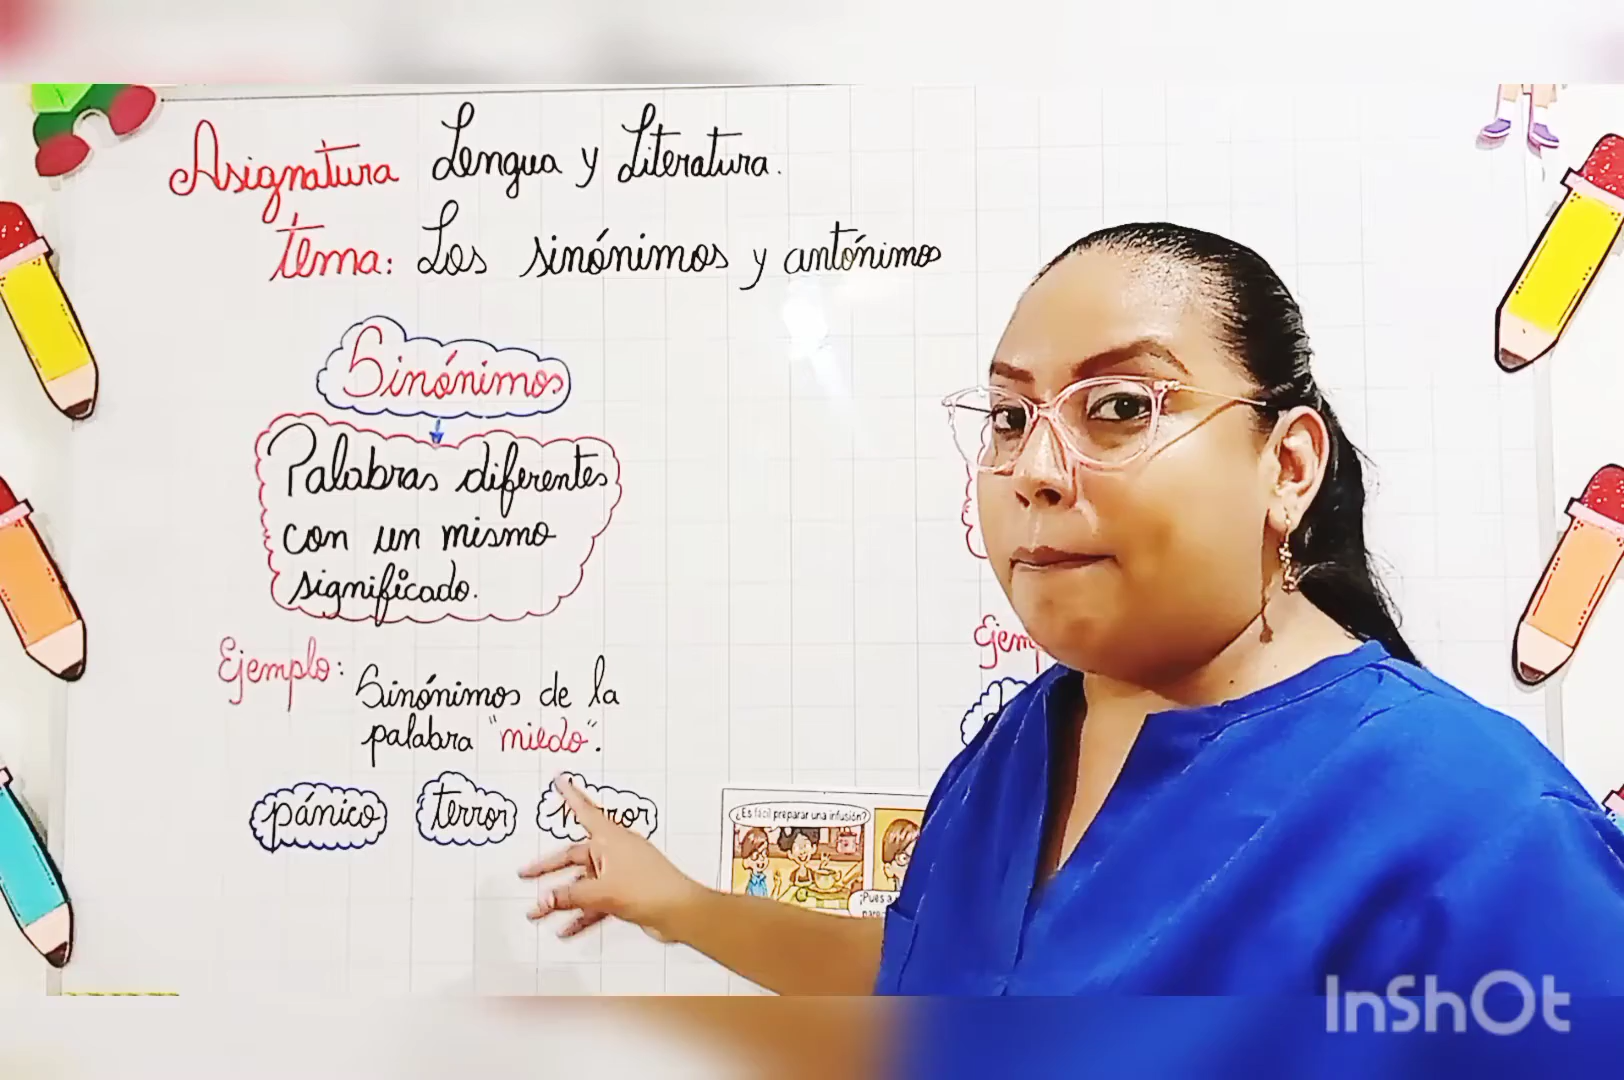 Asignatura Lengua y Literatura.
tema: Los sinónimos y antónimos
Sinónimos
Palabras diferentes
con un mismo
significado.
Ejemplo: Sinónimos de la
palabra "miedo".
pánico terror
¿Es fácil preparar una infusión?
¡Pues a
InShOt